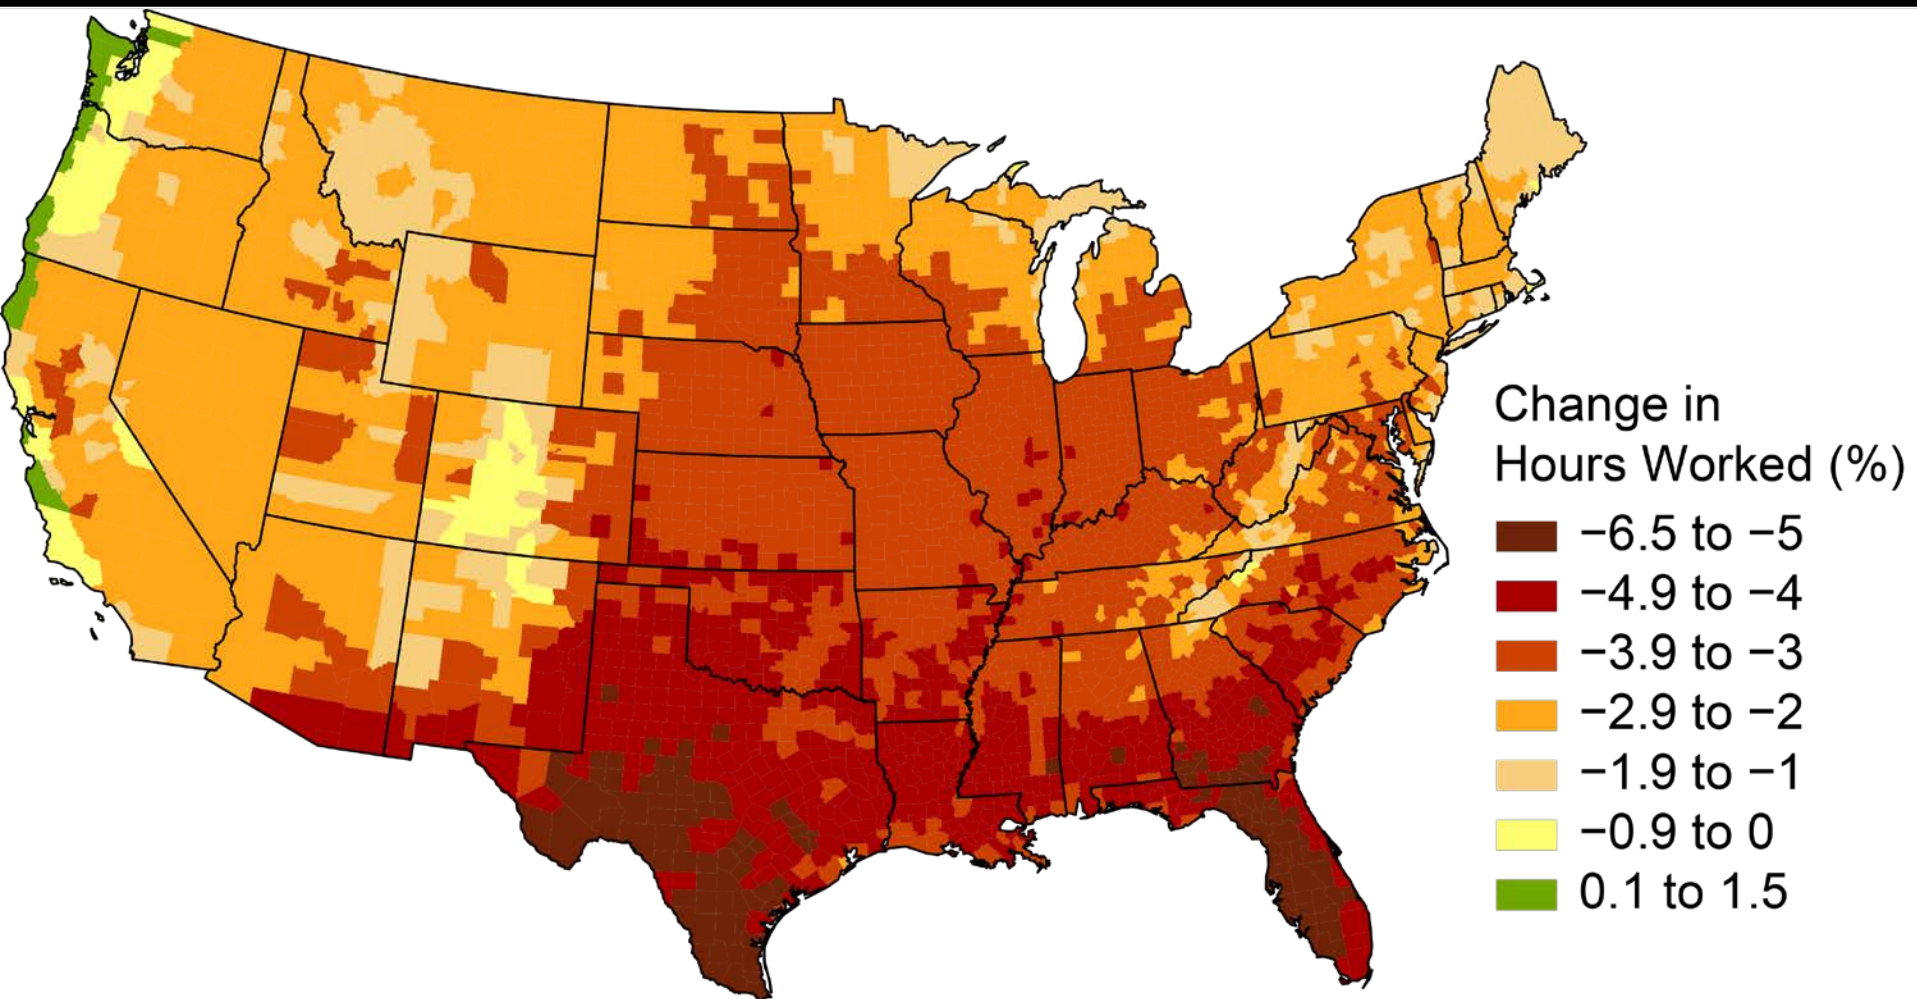 Change in
Hours Worked (%)
−6.5 to −5
−4.9 to −4
−3.9 to −3
−2.9 to −2
−1.9 to −1
−0.9 to 0
0.1 to 1.5